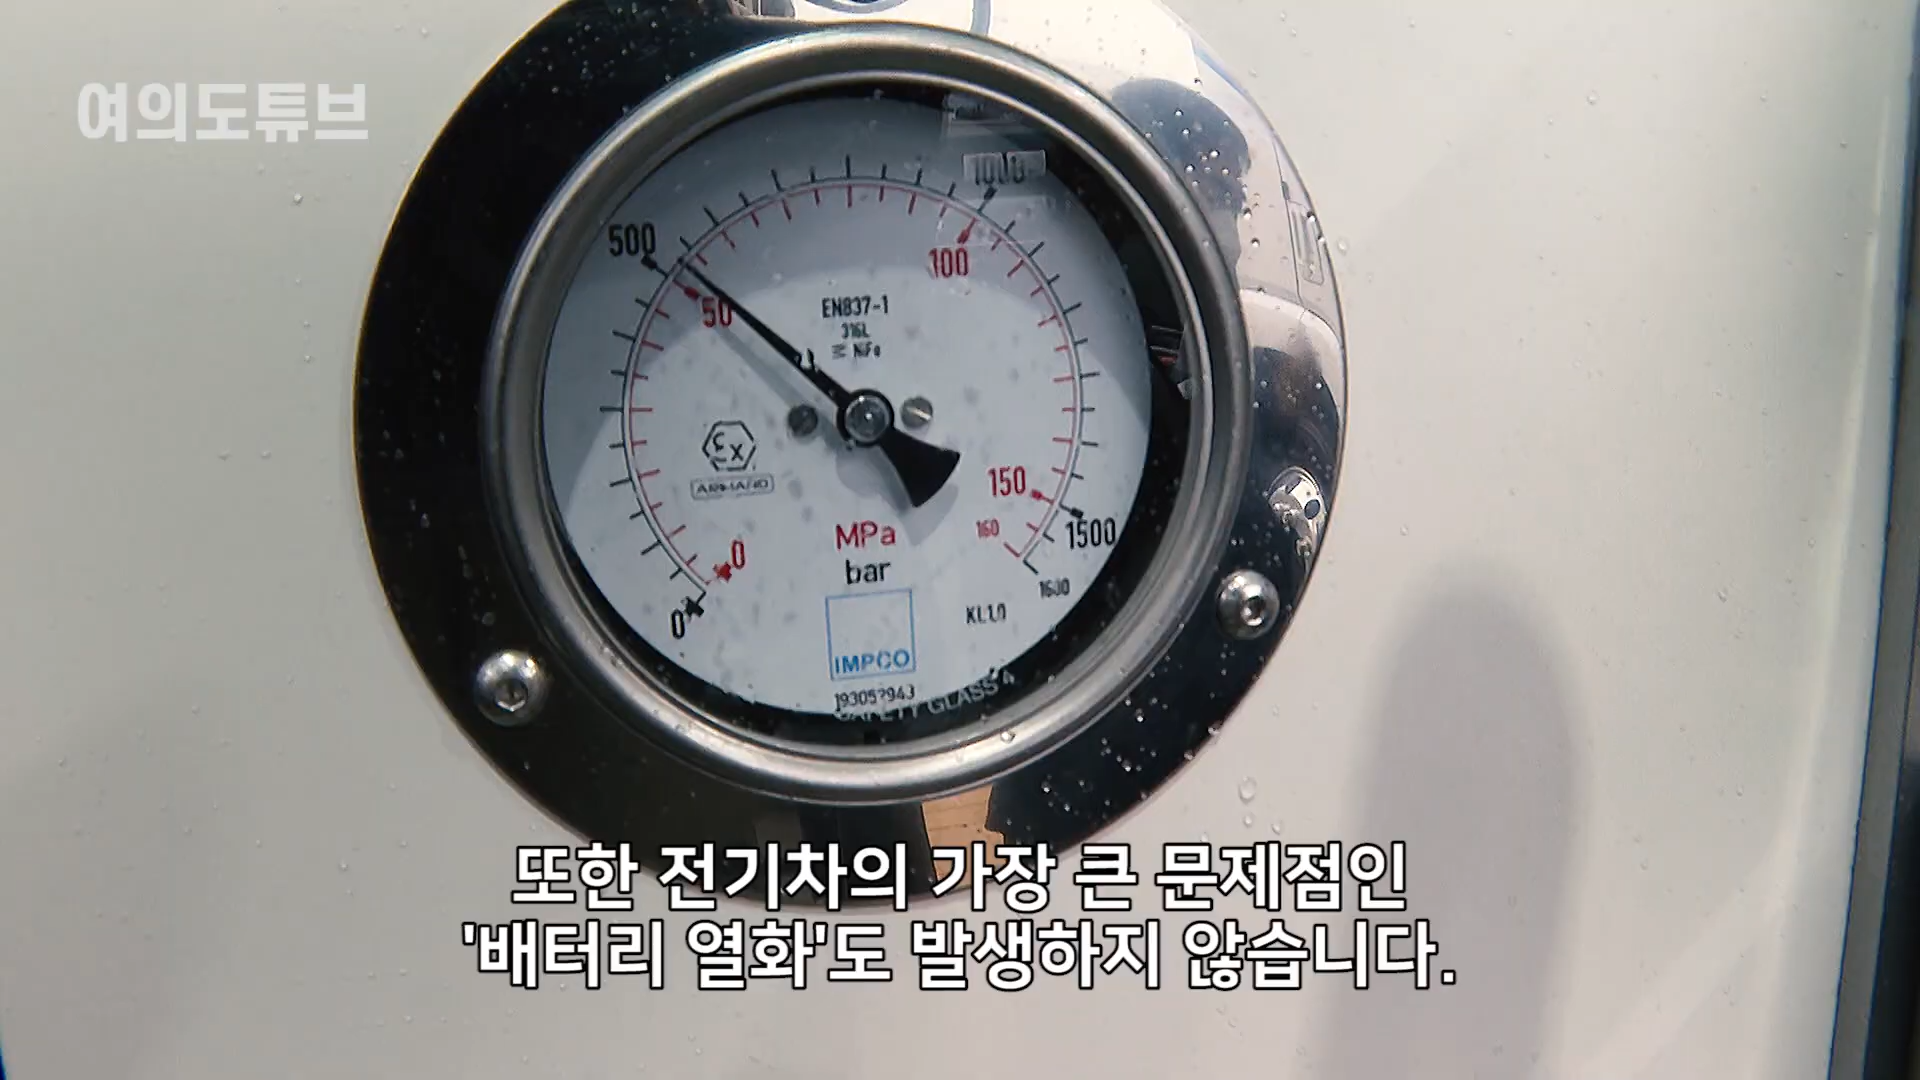 여의도튜브
1000
500
100
50
EN837-1
316L
150
160
1500
MPa
0
bar
0
1600
KL1.0
IMPCO
SAFETY GLASS
또한 전기차의 가장 큰 문제점인
'배터리 열화'도 발생하지 않습니다.